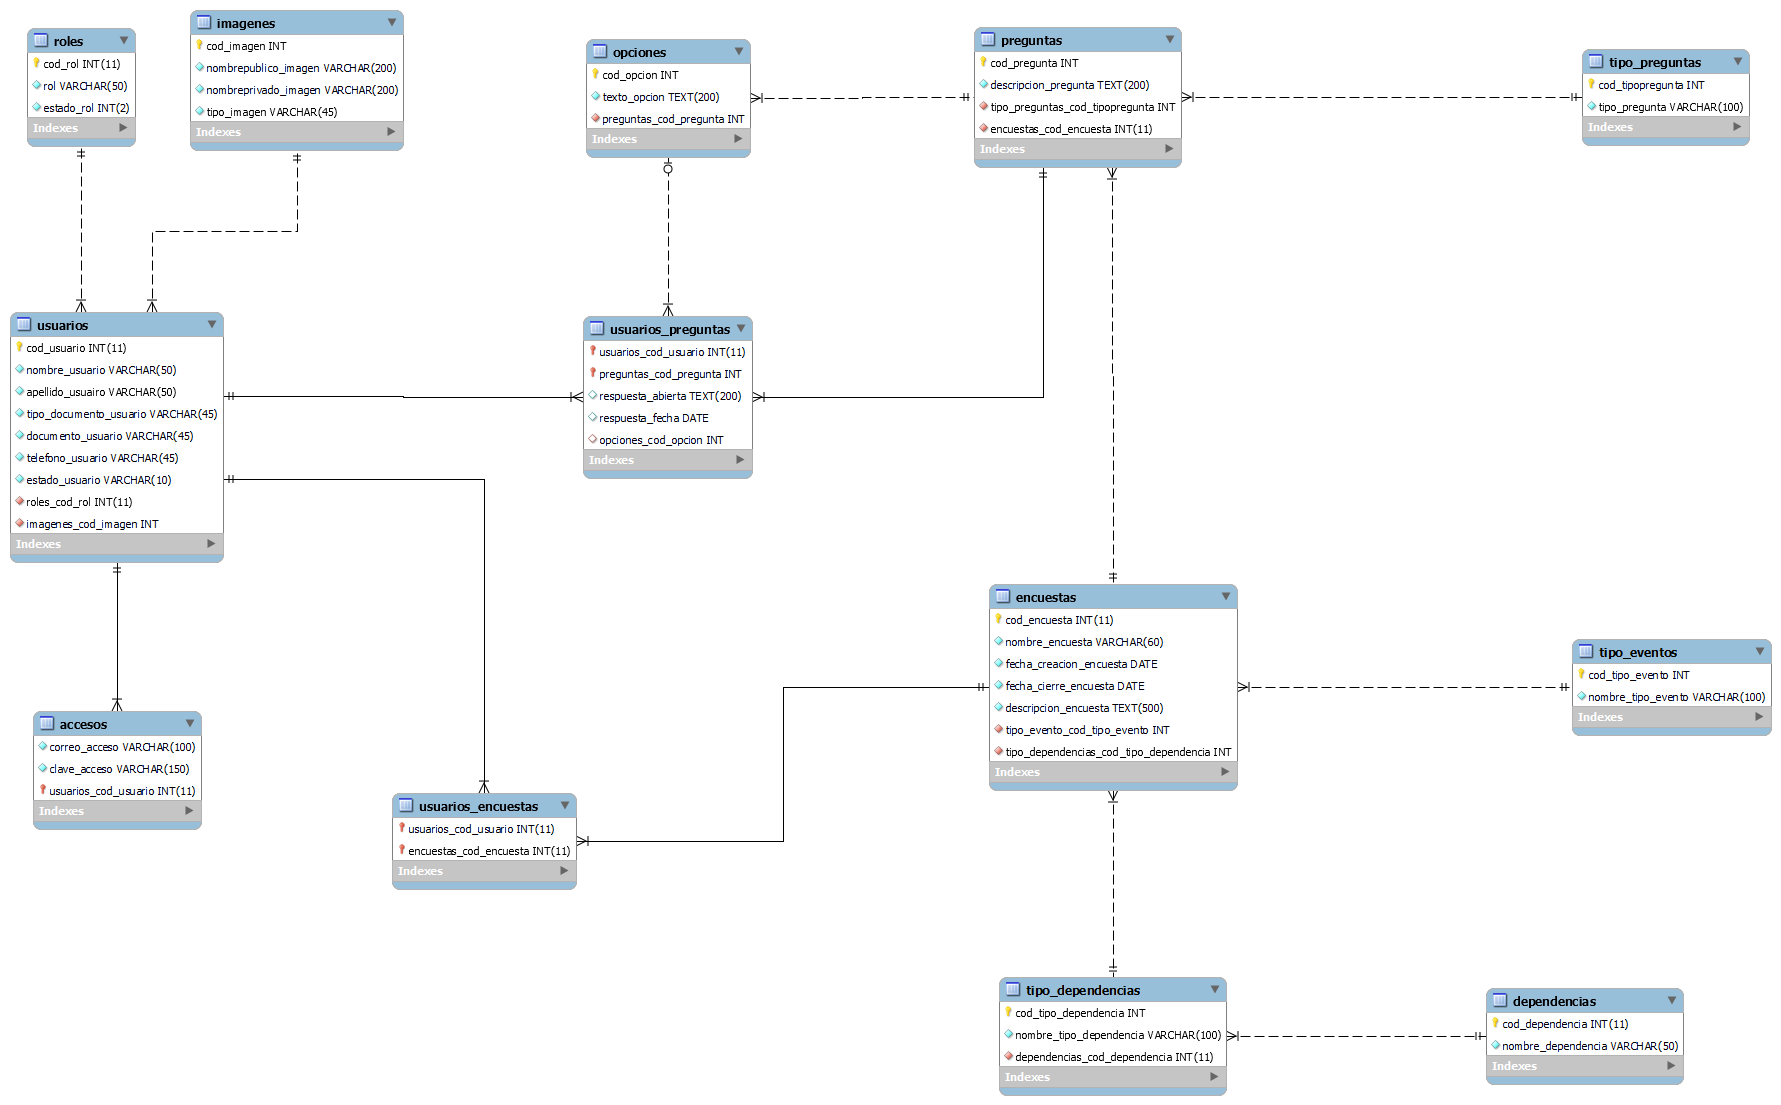 roles
cod_rol INT(11)
rol VARCHAR(50)
estado_rol INT(2)
Indexes
imagenes
cod_imagen INT
nombrepublico_imagen VARCHAR(200)
nombreprivado_imagen VARCHAR(200)
tipo_imagen VARCHAR(45)
Indexes
opciones
cod_opcion INT
texto_opcion TEXT(200)
preguntas_cod_pregunta INT
Indexes
preguntas
cod_pregunta INT
descripcion_pregunta TEXT(200)
tipo_preguntas_cod_tipopregunta INT
encuestas_cod_encuesta INT(11)
Indexes
tipo_preguntas
cod_tipopregunta INT
tipo_pregunta VARCHAR(100)
Indexes
usuarios
cod_usuario INT(11)
nombre_usuario VARCHAR(50)
apellido_usuairo VARCHAR(50)
tipo_documento_usuario VARCHAR(45)
documento_usuario VARCHAR(45)
telefono_usuario VARCHAR(45)
estado_usuario VARCHAR(10)
roles_cod_rol INT(11)
imagenes_cod_imagen INT
Indexes
usuarios_preguntas
usuarios_cod_usuario INT(11)
preguntas_cod_pregunta INT
respuesta_abierta TEXT(200)
respuesta_fecha DATE
opciones_cod_opcion INT
Indexes
encuestas
cod_encuesta INT(11)
nombre_encuesta VARCHAR(60)
fecha_creacion_encuesta DATE
fecha_cierre_encuesta DATE
descripcion_encuesta TEXT(500)
tipo_evento_cod_tipo_evento INT
tipo_dependencias_cod_tipo_dependencia INT
Indexes
tipo_eventos
cod_tipo_evento INT
nombre_tipo_evento VARCHAR(100)
Indexes
accesos
correo_acceso VARCHAR(100)
clave_acceso VARCHAR(150)
usuarios_cod_usuario INT(11)
Indexes
usuarios_encuestas
usuarios_cod_usuario INT(11)
encuestas_cod_encuesta INT(11)
Indexes
tipo_dependencias
cod_tipo_dependencia INT
nombre_tipo_dependencia VARCHAR(100)
dependencias_cod_dependencia INT(11)
Indexes
dependencias
cod_dependencia INT(11)
nombre_dependencia VARCHAR(50)
Indexes